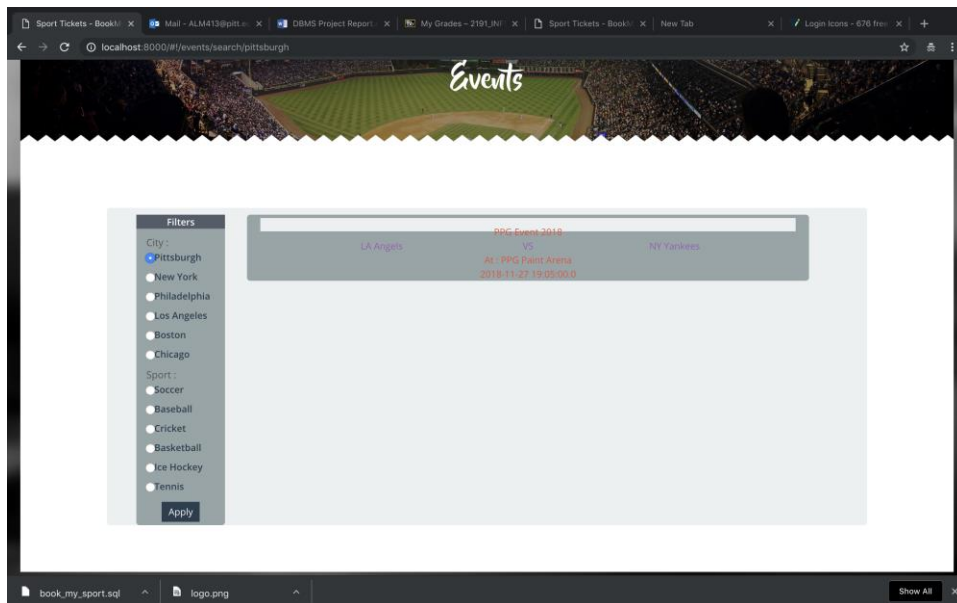 Sport Tickets - BookM
Mail - ALM413@pitt.e
DBMS Project Report.
My Grades – 2191_INF
Sport Tickets - BookM
New Tab
Login Icons - 676 free
localhost:8000/#!/events/search/pittsburgh
Events
Filters
City :
Pittsburgh
New York
Philadelphia
Los Angeles
Boston
Chicago
Sport :
Soccer
Baseball
Cricket
Basketball
Ice Hockey
Tennis
Apply
PPG Event 2018
LA Angels VS NY Yankees
At : PPG Paint Arena
2018-11-27 19:05:00.0
book_my_sport.sql
logo.png
Show All